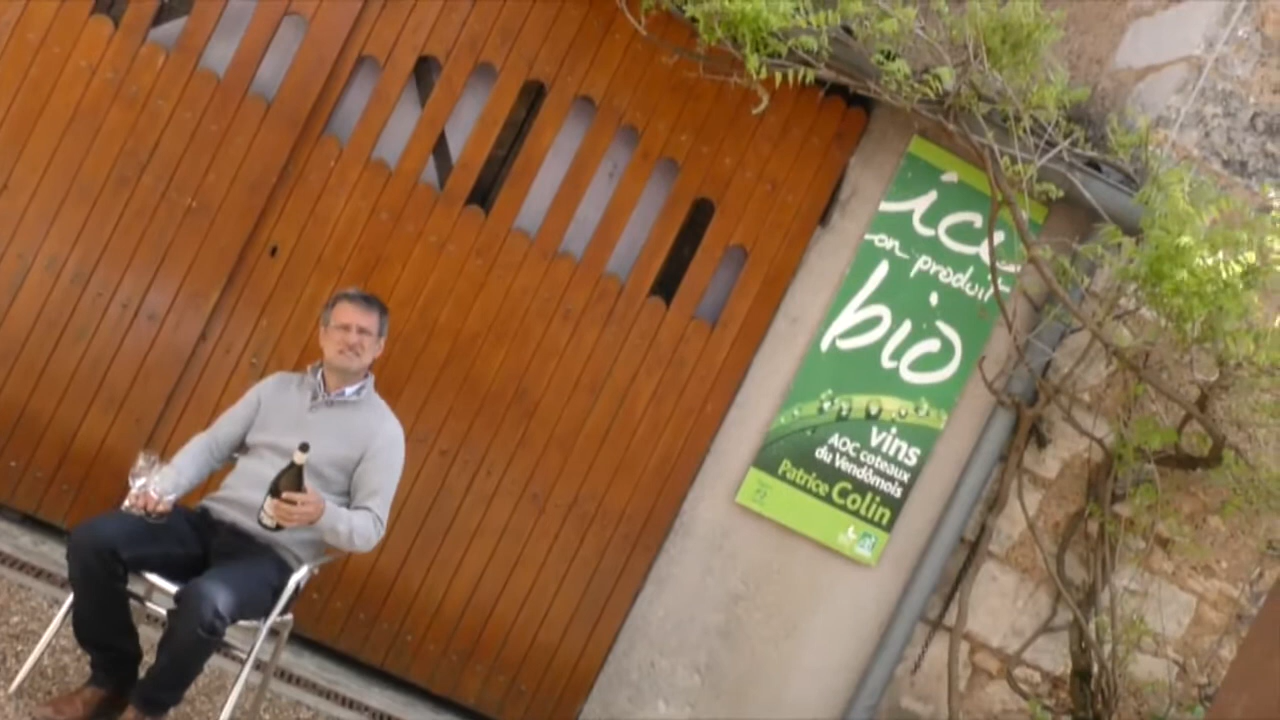 ici
on produit
bio
vins
AOC coteaux
du Vendômois
Patrice Colin